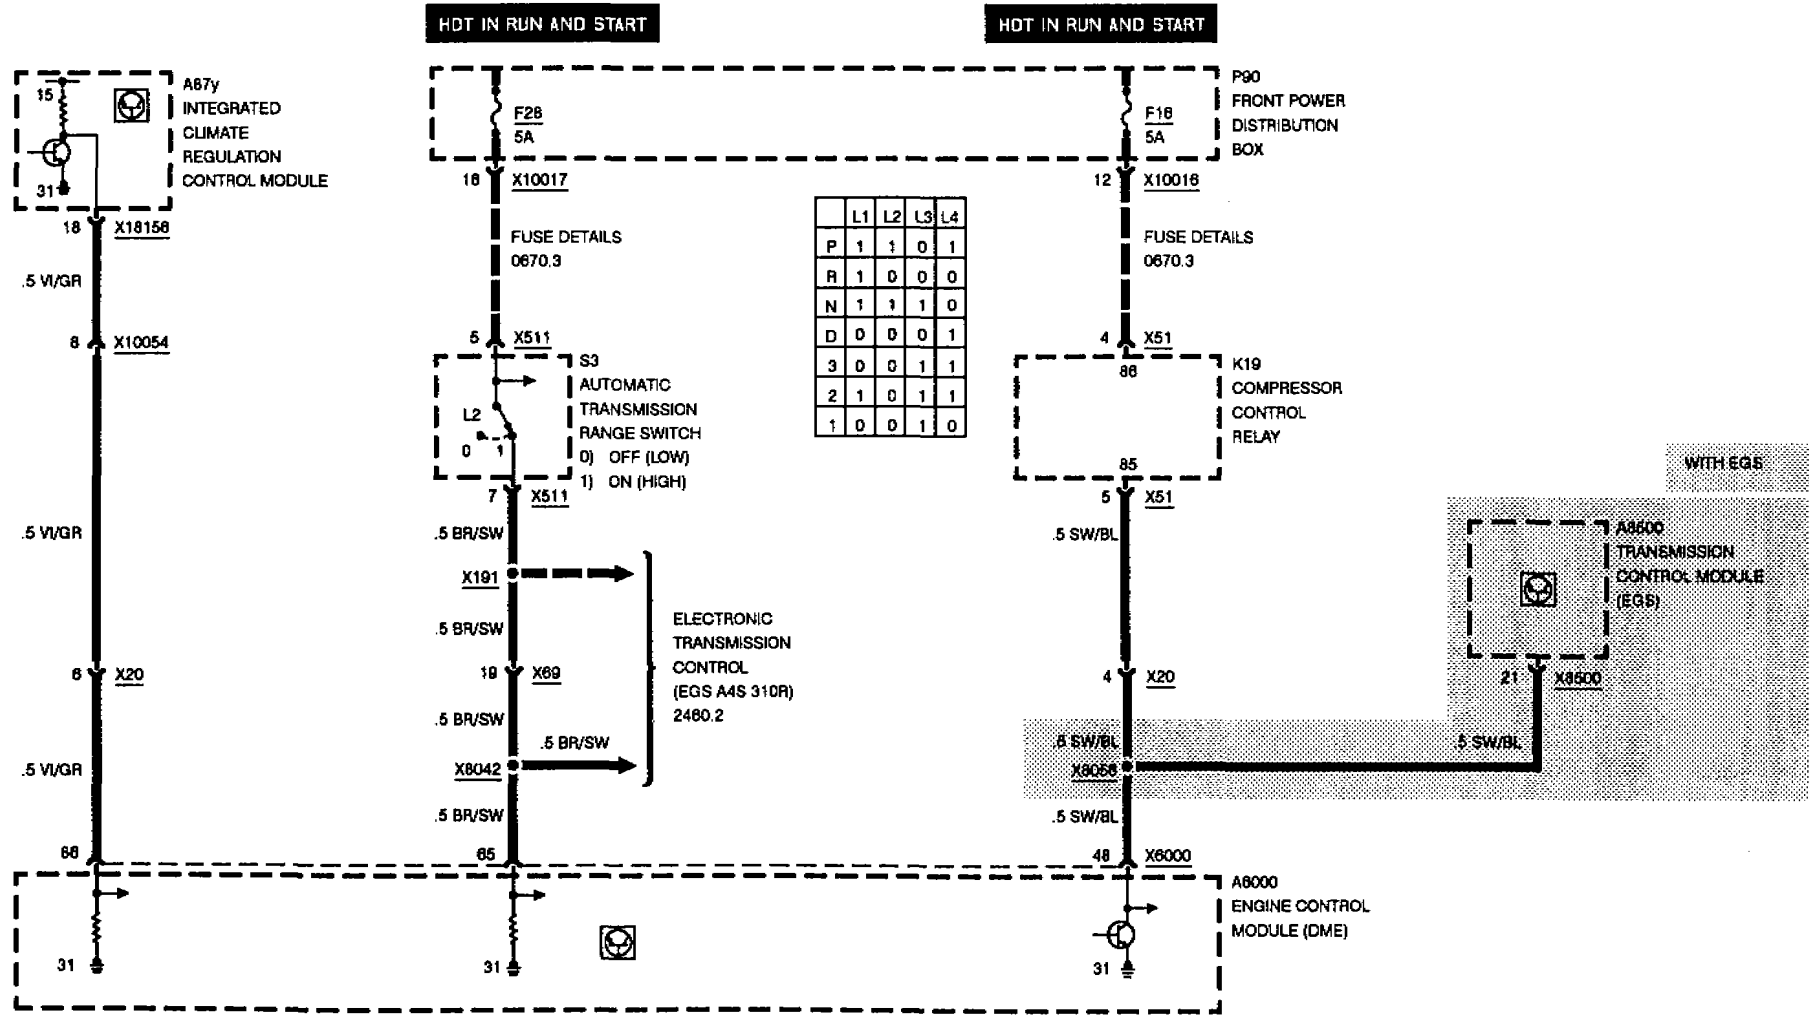 HOT IN RUN AND START
HOT IN RUN AND START
15
31
A67y
INTEGRATED
CLIMATE
REGULATION
CONTROL MODULE
F28
5A
F18
5A
P90
FRONT POWER
DISTRIBUTION
BOX
18 X18156
16 X10017
12 X10016
FUSE DETAILS
0670.3
FUSE DETAILS
0670.3
L1 L2 L3 L4
P 1 1 0 1
R 1 0 0 0
N 1 1 1 0
D 0 0 0 1
3 0 0 1 1
2 1 0 1 1
1 0 0 1 0
.5 VI/GR
8 X10054
5 X511
4 X51
L2
0 1
S3
AUTOMATIC
TRANSMISSION
RANGE SWITCH
0) OFF (LOW)
1) ON (HIGH)
86
85
K19
COMPRESSOR
CONTROL
RELAY
7 X511
5 X51
WITH EGS
.5 VI/GR
.5 BR/SW
.5 SW/BL
A8500
TRANSMISSION
CONTROL MODULE
(EGS)
X191
.5 BR/SW
ELECTRONIC
TRANSMISSION
CONTROL
(EGS A4S 310R)
2460.2
6 X20
19 X69
4 X20
21 X8500
.5 BR/SW
.5 BR/SW
.5 SW/BL
.5 SW/BL
.5 VI/GR
X8042
X8056
.5 BR/SW
.5 SW/BL
66
65
48 X6000
31
31
31
A6000
ENGINE CONTROL
MODULE (DME)